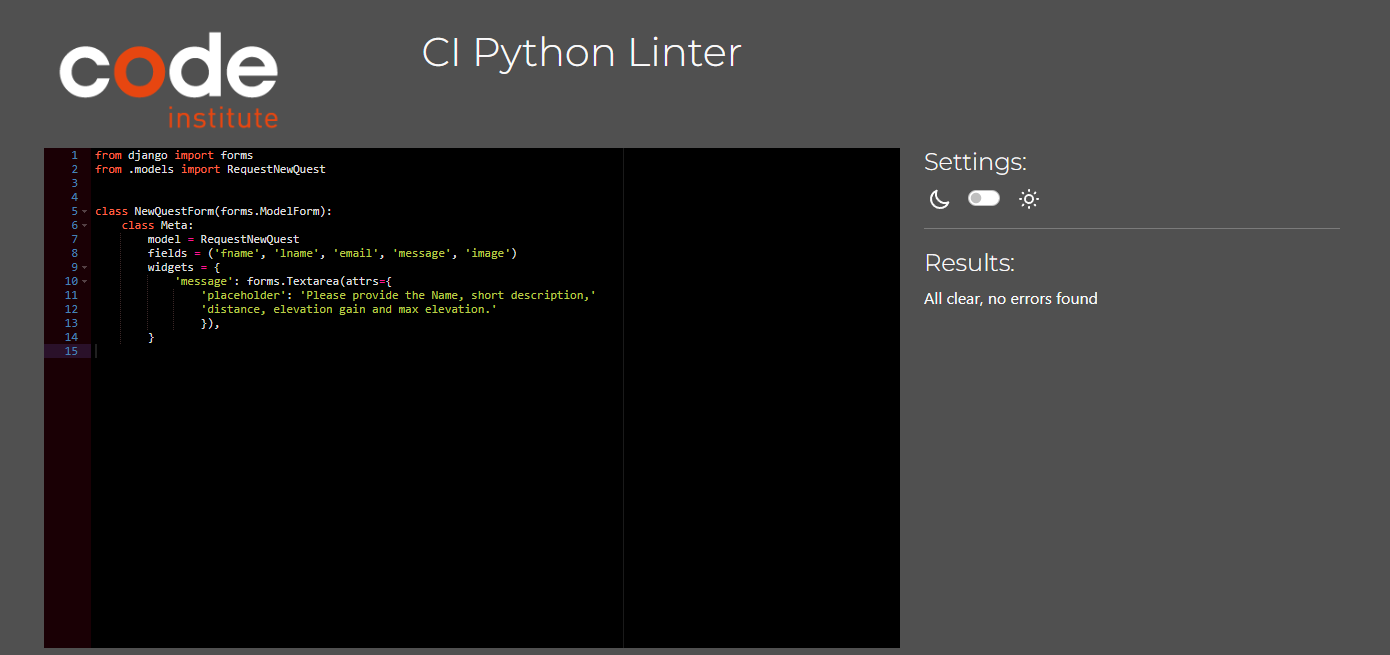 code
institute
CI Python Linter
1 from django import forms
2 from .models import RequestNewQuest
3
4
5 class NewQuestForm(forms.ModelForm):
6     class Meta:
7         model = RequestNewQuest
8         fields = ('fname', 'lname', 'email', 'message', 'image')
9         widgets = {
10             'message': forms.Textarea(attrs={
11                 'placeholder': 'Please provide the Name, short description,'
12                 'distance, elevation gain and max elevation.'
13                 }),
14         }
15
Settings:
Results:
All clear, no errors found